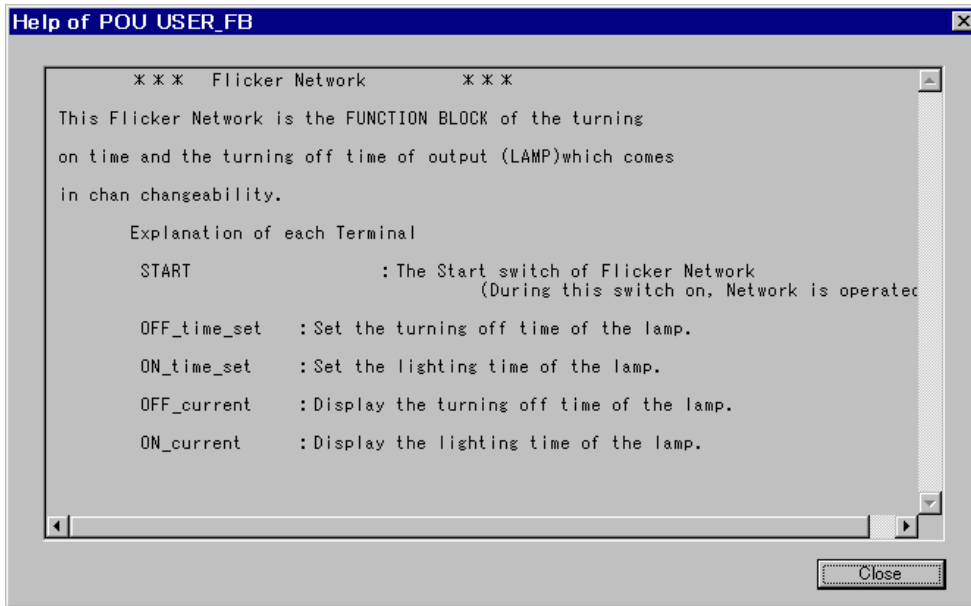 Help of POU USER_FB
*** Flicker Network ***
This Flicker Network is the FUNCTION BLOCK of the turning
on time and the turning off time of output (LAMP)which comes
in chan changeability.
Explanation of each Terminal
START :The Start switch of Flicker Network
(During this switch on, Network is operated
OFF_time_set :Set the turning off time of the lamp.
ON_time_set :Set the lighting time of the lamp.
OFF_current :Display the turning off time of the lamp.
ON_current :Display the lighting time of the lamp.
Close